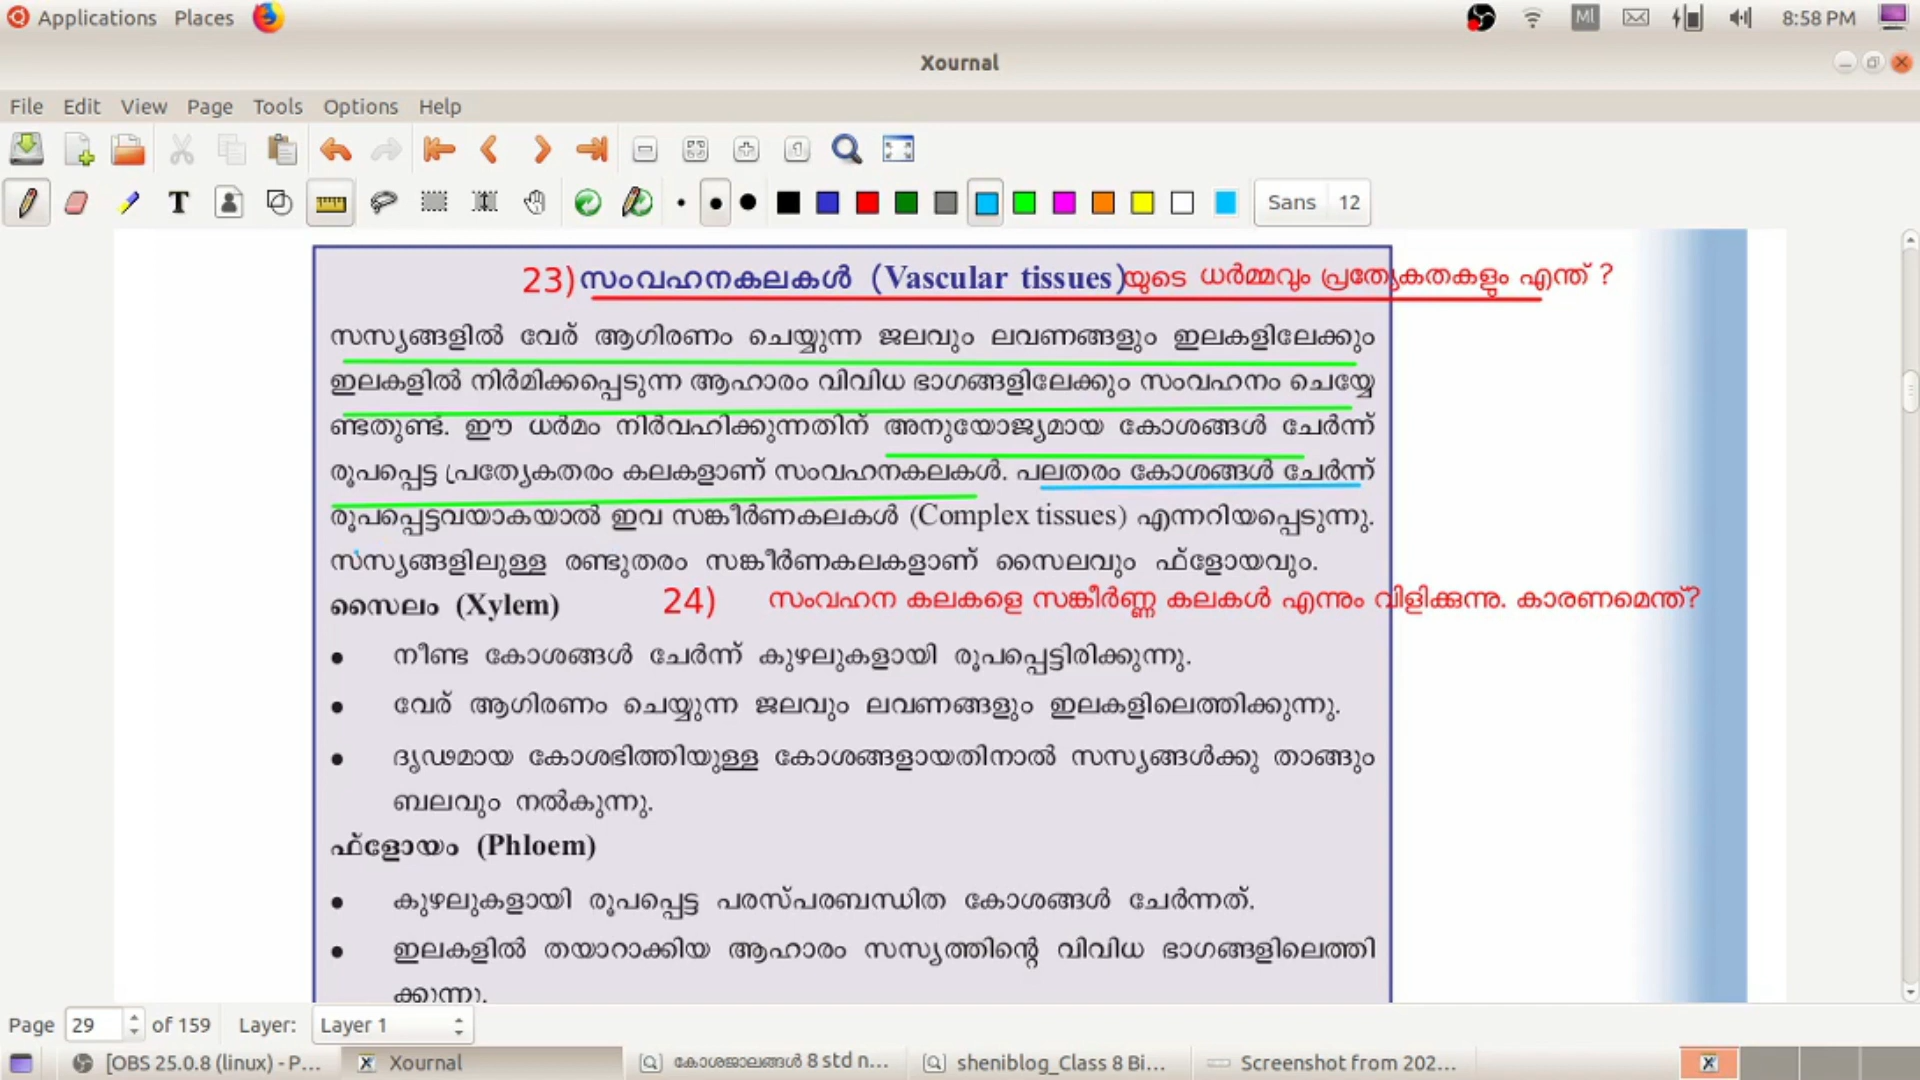 Applications Places Ml 8:58 PM
Xournal
File Edit View Page Tools Options Help
T Sans 12
23) സംവഹനകലകൾ (Vascular tissues) യുടെ ധർമ്മവും പ്രത്യേകതകളും എന്ത് ?
സസ്യങ്ങളിൽ വേര് ആഗിരണം ചെയ്യുന്ന ജലവും ലവണങ്ങളും ഇലകളിലേക്കും
ഇലകളിൽ നിർമിക്കപ്പെടുന്ന ആഹാരം വിവിധ ഭാഗങ്ങളിലേക്കും സംവഹനം ചെയ്യേ
ണ്ടതുണ്ട്. ഈ ധർമം നിർവഹിക്കുന്നതിന് അനുയോജ്യമായ കോശങ്ങൾ ചേർന്ന്
രൂപപ്പെട്ട പ്രത്യേകതരം കലകളാണ് സംവഹനകലകൾ. പലതരം കോശങ്ങൾ ചേർന്ന്
രൂപപ്പെട്ടവയാകയാൽ ഇവ സങ്കീർണകലകൾ (Complex tissues) എന്നറിയപ്പെടുന്നു.
സസ്യങ്ങളിലുള്ള രണ്ടുതരം സങ്കീർണകലകളാണ് സൈലവും ഫ്ളോയവും.
സൈലം (Xylem) 24) സംവഹന കലകളെ സങ്കീർണ്ണ കലകൾ എന്നും വിളിക്കുന്നു. കാരണമെന്ത്?
● നീണ്ട കോശങ്ങൾ ചേർന്ന് കുഴലുകളായി രൂപപ്പെട്ടിരിക്കുന്നു.
● വേര് ആഗിരണം ചെയ്യുന്ന ജലവും ലവണങ്ങളും ഇലകളിലെത്തിക്കുന്നു.
● ദൃഢമായ കോശഭിത്തിയുള്ള കോശങ്ങളായതിനാൽ സസ്യങ്ങൾക്കു താങ്ങും
ബലവും നൽകുന്നു.
ഫ്ളോയം (Phloem)
● കുഴലുകളായി രൂപപ്പെട്ട പരസ്പരബന്ധിത കോശങ്ങൾ ചേർന്നത്.
● ഇലകളിൽ തയാറാക്കിയ ആഹാരം സസ്യത്തിന്റെ വിവിധ ഭാഗങ്ങളിലെത്തി
ക്കുന്നു.
Page 29 of 159 Layer: Layer 1
[OBS 25.0.8 (linux) - P... Xournal കോശജാലങ്ങൾ 8 std n... sheniblog_Class 8 Bi... Screenshot from 202...